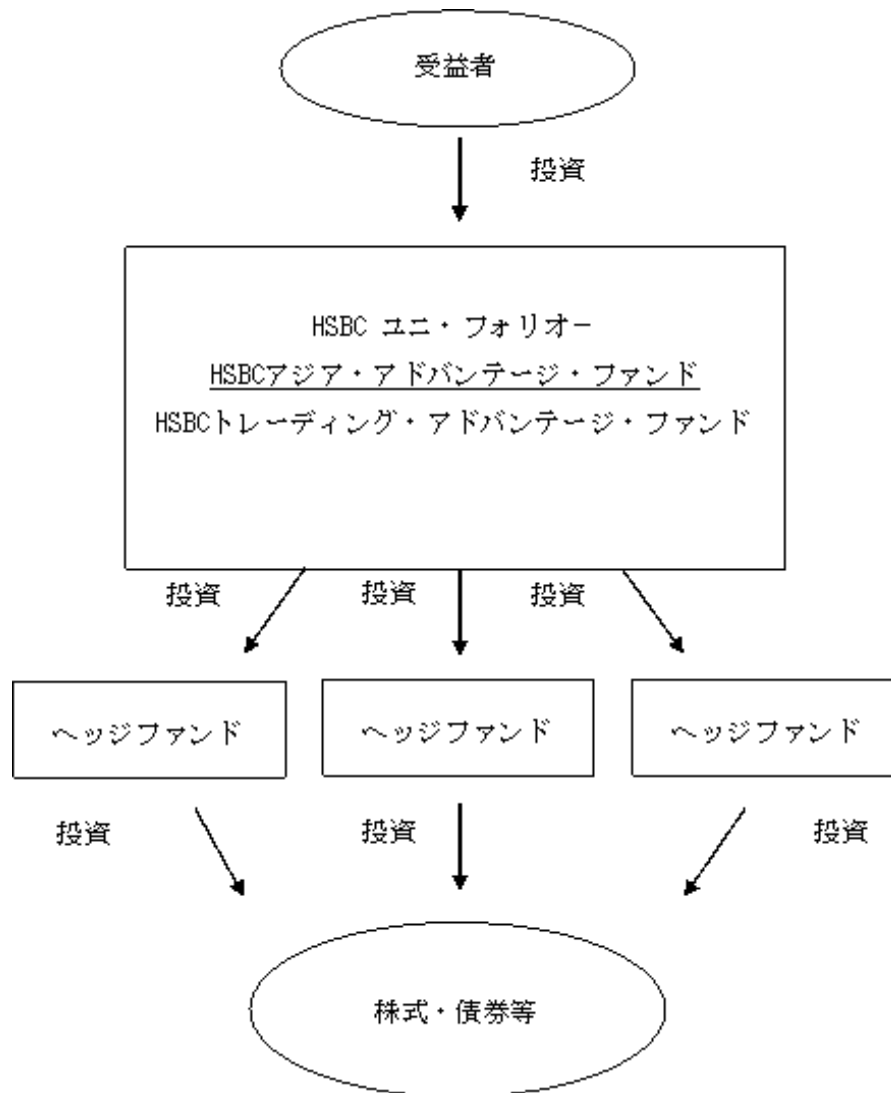 受益者
投資
HSBC ユニ・フォリオー
HSBCアジア・アドバンテージ・ファンド
HSBCトレーディング・アドバンテージ・ファンド
投資 投資 投資
ヘッジファンド ヘッジファンド ヘッジファンド
投資 投資 投資
株式・債券等